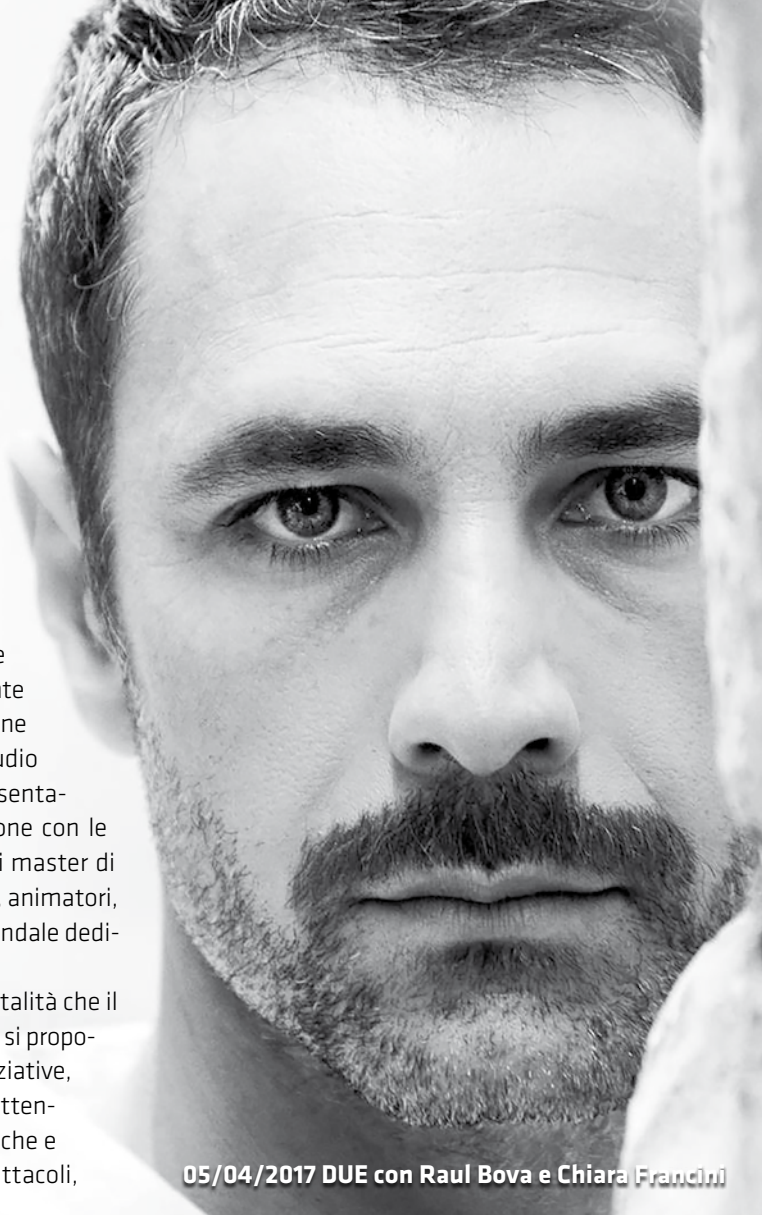 e
te
ne
udio
senta-
one con le
i master di
, animatori,
ndale dedi-
talità che il
si propo-
ziative,
tten-
che e
ttacoli,
05/04/2017 DUE con Raul Bova e Chiara Francini